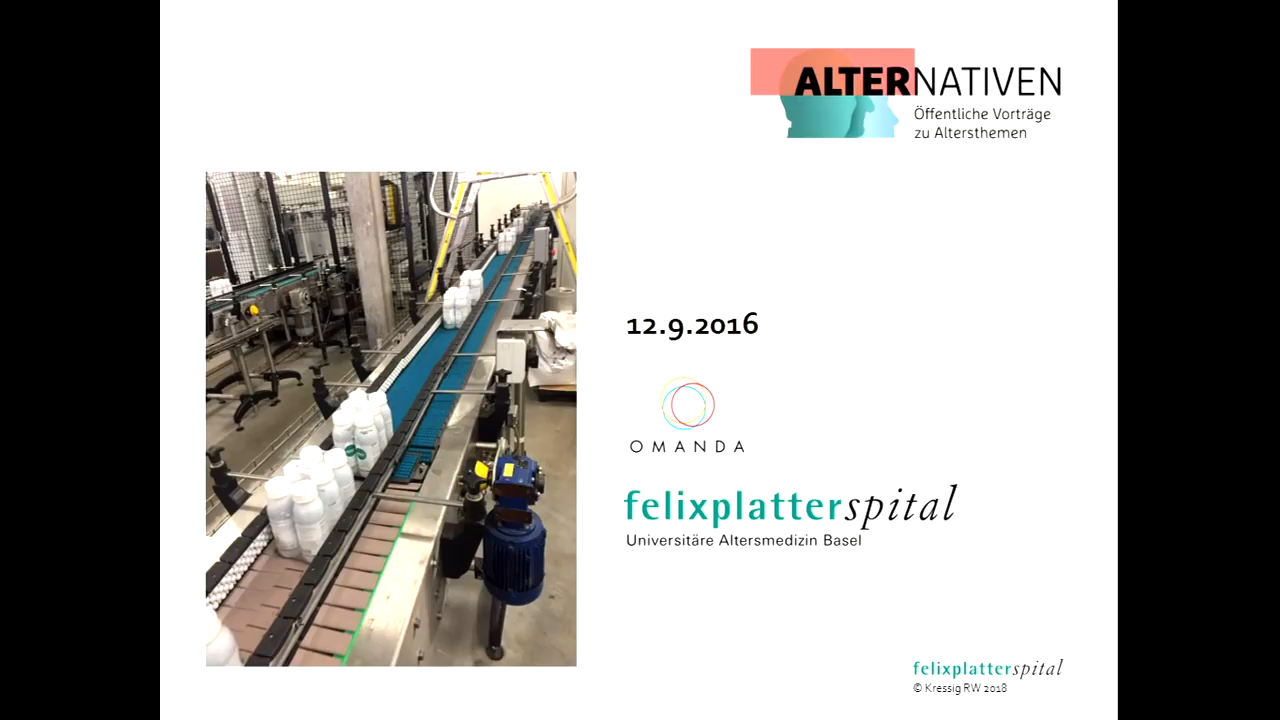 ALTERNATIVEN
Öffentliche Vorträge
zu Altersthemen
12.9.2016
OMANDA
felixplatterspital
Universitäre Altersmedizin Basel
felixplatterspital
© Kressig RW 2018